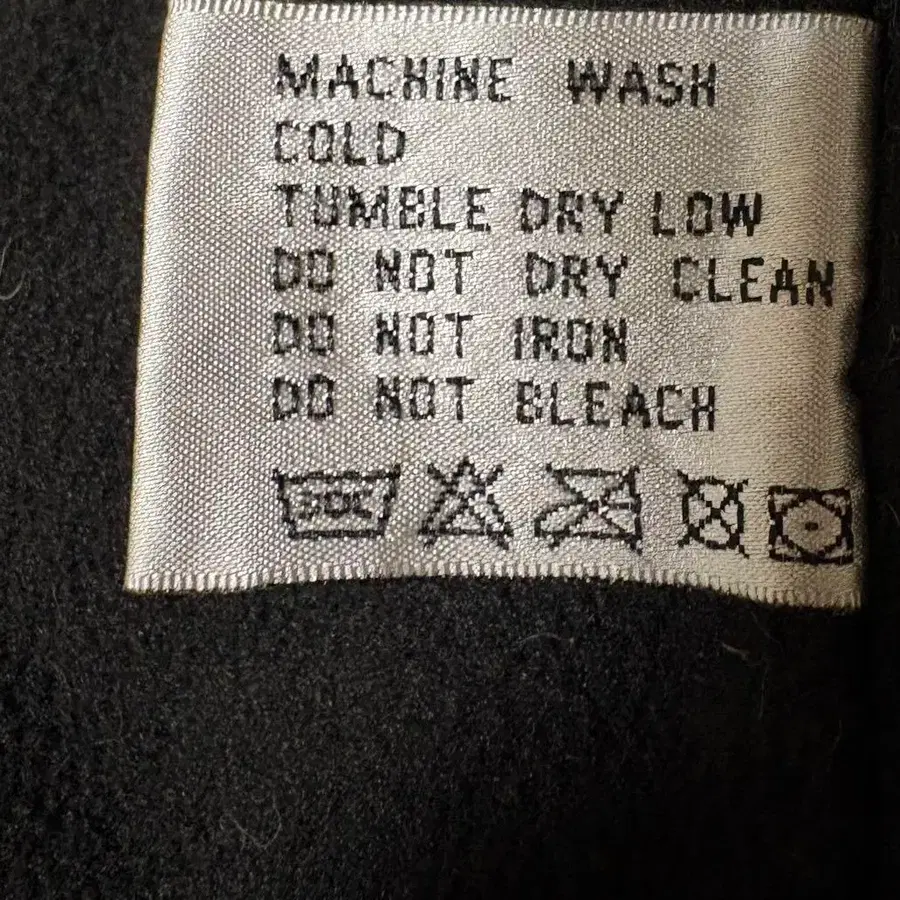 MACHINE WASH
COLD
TUMBLE DRY LOW
DO NOT DRY CLEAN
DO NOT IRON
DO NOT BLEACH
30C